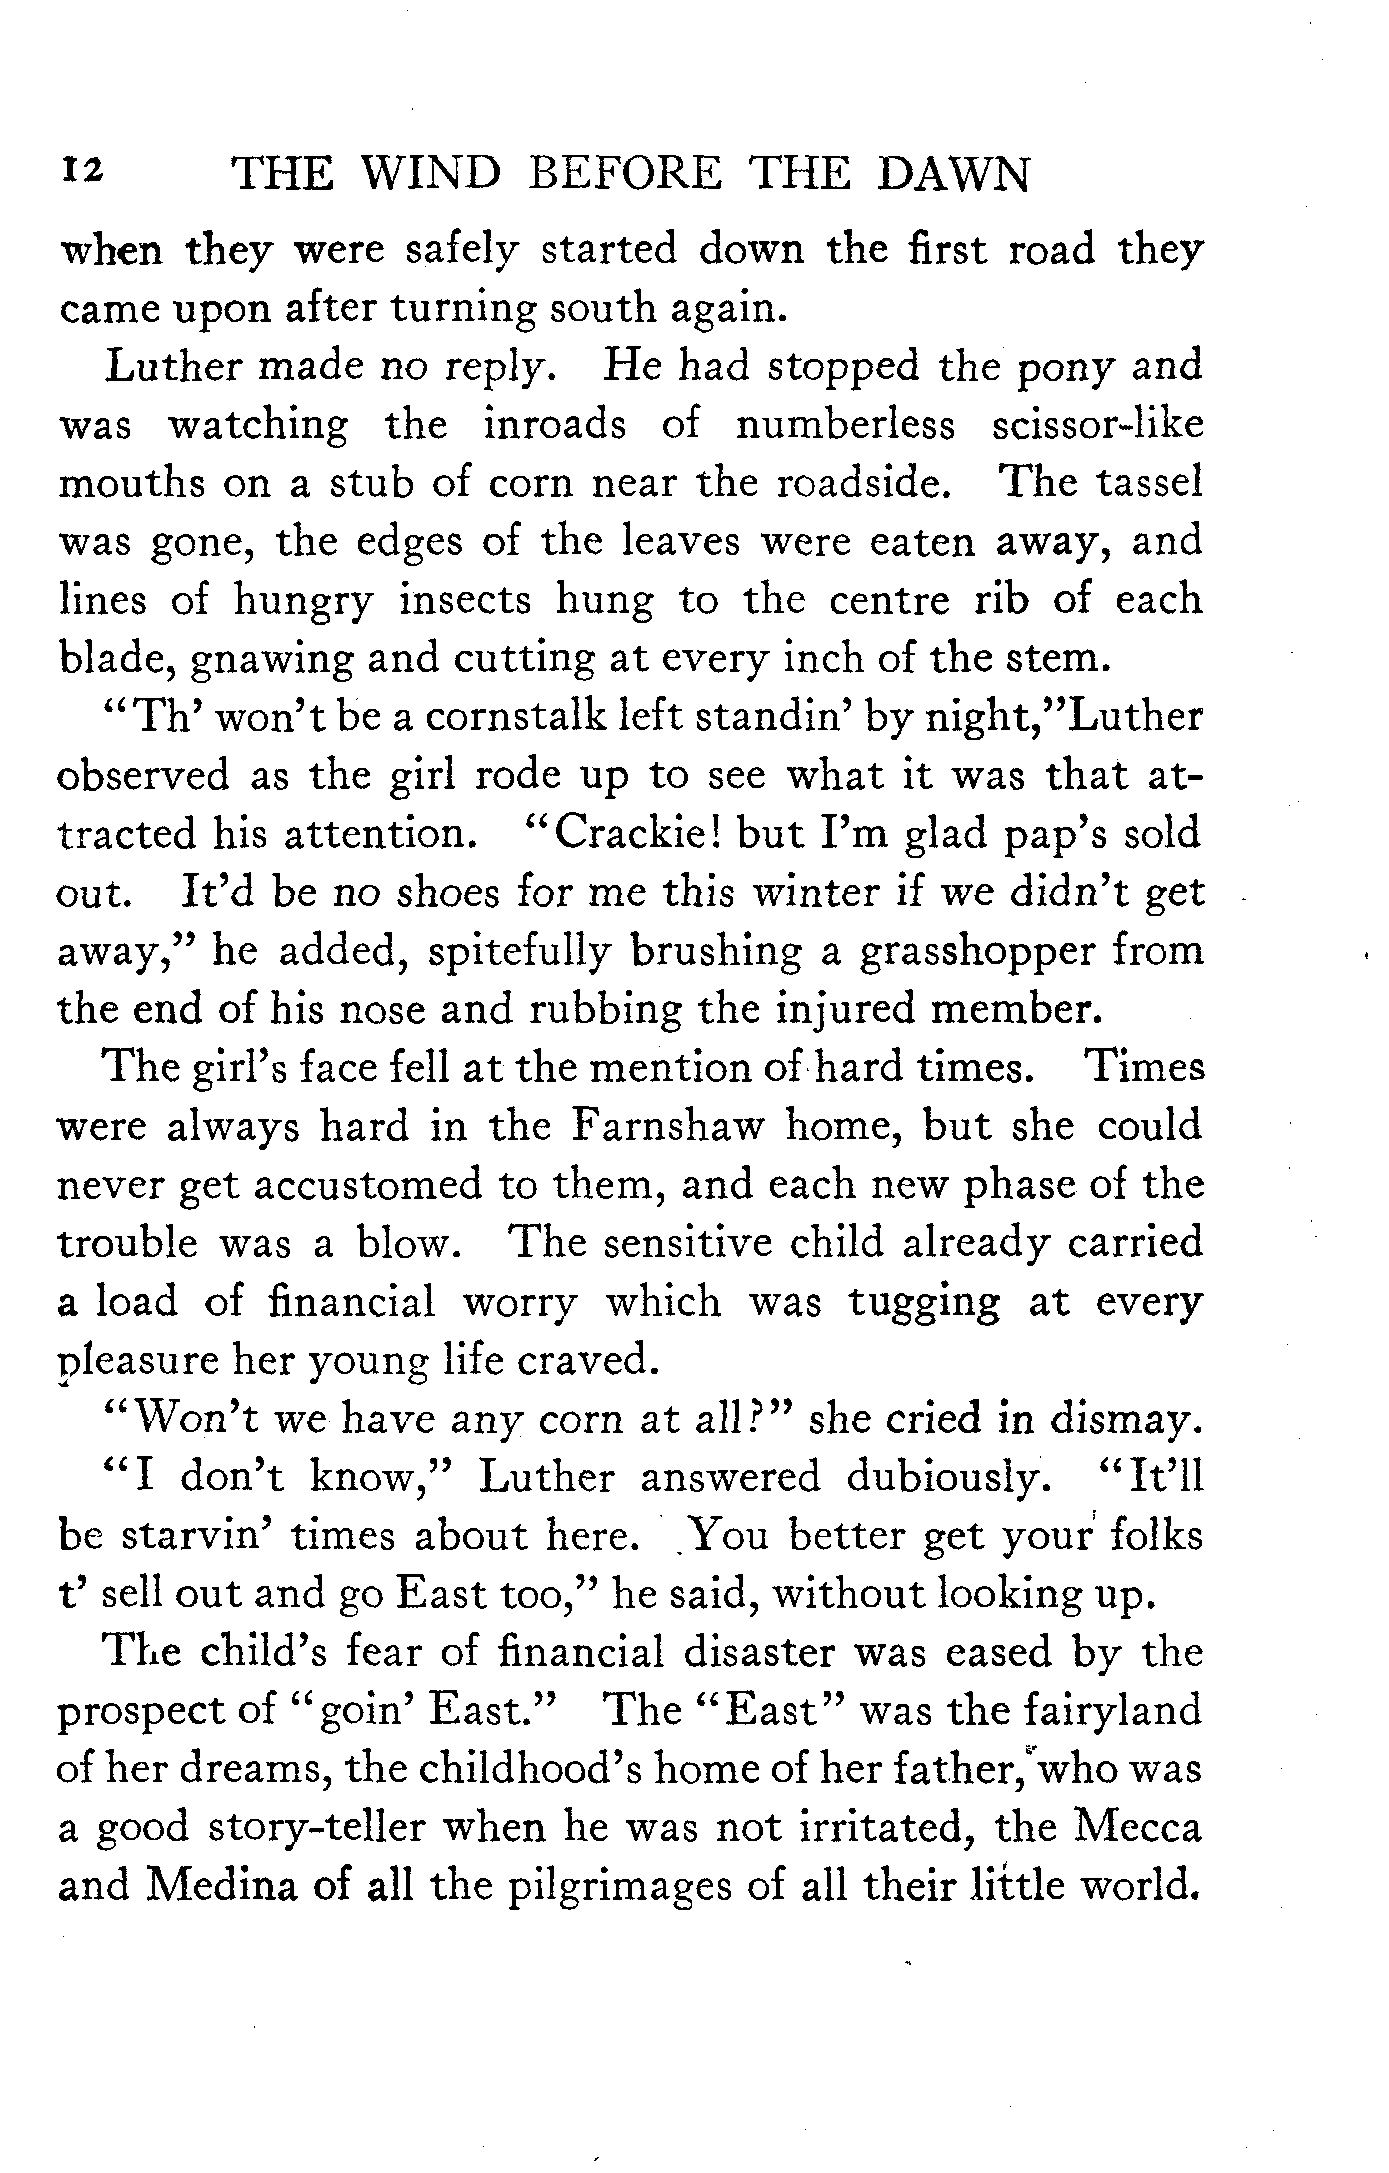 12 THE WIND BEFORE THE DAWN
when they were safely started down the first road they
came upon after turning south again.
Luther made no reply. He had stopped the pony and
was watching the inroads of numberless scissor-like
mouths on a stub of corn near the roadside. The tassel
was gone, the edges of the leaves were eaten away, and
lines of hungry insects hung to the centre rib of each
blade, gnawing and cutting at every inch of the stem.
“Th’ won’t be a cornstalk left standin’ by night,”Luther
observed as the girl rode up to see what it was that at-
tracted his attention. “Crackie! but I’m glad pap’s sold
out. It’d be no shoes for me this winter if we didn’t get
away,” he added, spitefully brushing a grasshopper from
the end of his nose and rubbing the injured member.
The girl’s face fell at the mention of hard times. Times
were always hard in the Farnshaw home, but she could
never get accustomed to them, and each new phase of the
trouble was a blow. The sensitive child already carried
a load of financial worry which was tugging at every
pleasure her young life craved.
“Won’t we have any corn at all?” she cried in dismay.
“I don’t know,” Luther answered dubiously. “It’ll
be starvin’ times about here. You better get your folks
t’ sell out and go East too,” he said, without looking up.
The child’s fear of financial disaster was eased by the
prospect of “goin’ East.” The “East” was the fairyland
of her dreams, the childhood’s home of her father, who was
a good story-teller when he was not irritated, the Mecca
and Medina of all the pilgrimages of all their little world.